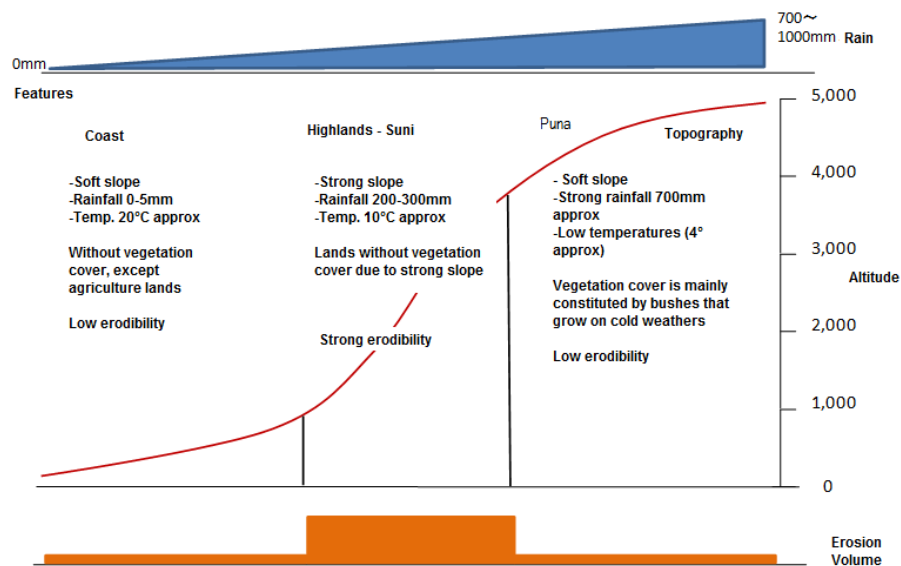 700～
1000mm
Rain
0mm
Features
5,000
Coast
Highlands - Suni
Puna
Topography
-Soft slope
-Rainfall 0-5mm
-Temp. 20°C approx
Without vegetation
cover, except
agriculture lands
Low erodibility
-Strong slope
-Rainfall 200-300mm
-Temp. 10°C approx
Lands without vegetation
cover due to strong slope
Strong erodibility
- Soft slope
-Strong rainfall 700mm
approx
-Low temperatures (4°
approx)
Vegetation cover is mainly
constituted by bushes that
grow on cold weathers
Low erodibility
4,000
3,000
Altitude
2,000
1,000
0
Erosion
Volume